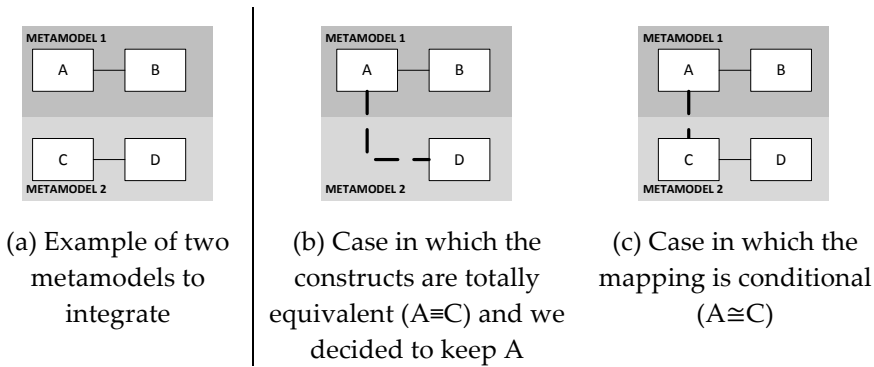 METAMODEL 1
A
B
C
D
METAMODEL 2
(a) Example of two
metamodels to
integrate
METAMODEL 1
A
B
D
METAMODEL 2
(b) Case in which the
constructs are totally
equivalent (A≡C) and we
decided to keep A
METAMODEL 1
A
B
C
D
METAMODEL 2
(c) Case in which the
mapping is conditional
(A≅C)